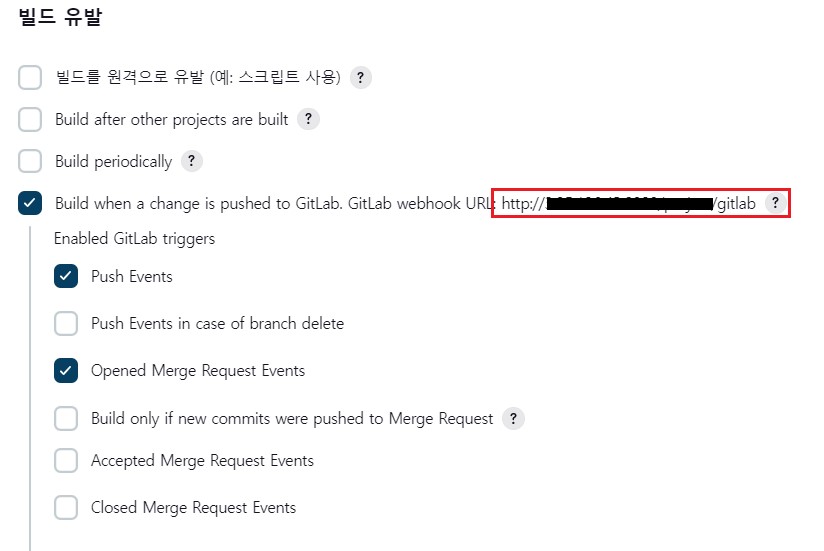 빌드 유발
빌드를 원격으로 유발 (예: 스크립트 사용) ?
Build after other projects are built ?
Build periodically ?
Build when a change is pushed to GitLab. GitLab webhook URL: http:// /gitlab ?
Enabled GitLab triggers
Push Events
Push Events in case of branch delete
Opened Merge Request Events
Build only if new commits were pushed to Merge Request ?
Accepted Merge Request Events
Closed Merge Request Events